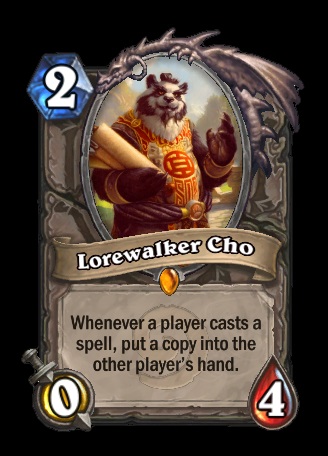 2
Lorewalker Cho
Whenever a player casts a
spell, put a copy into the
other player's hand.
0
4